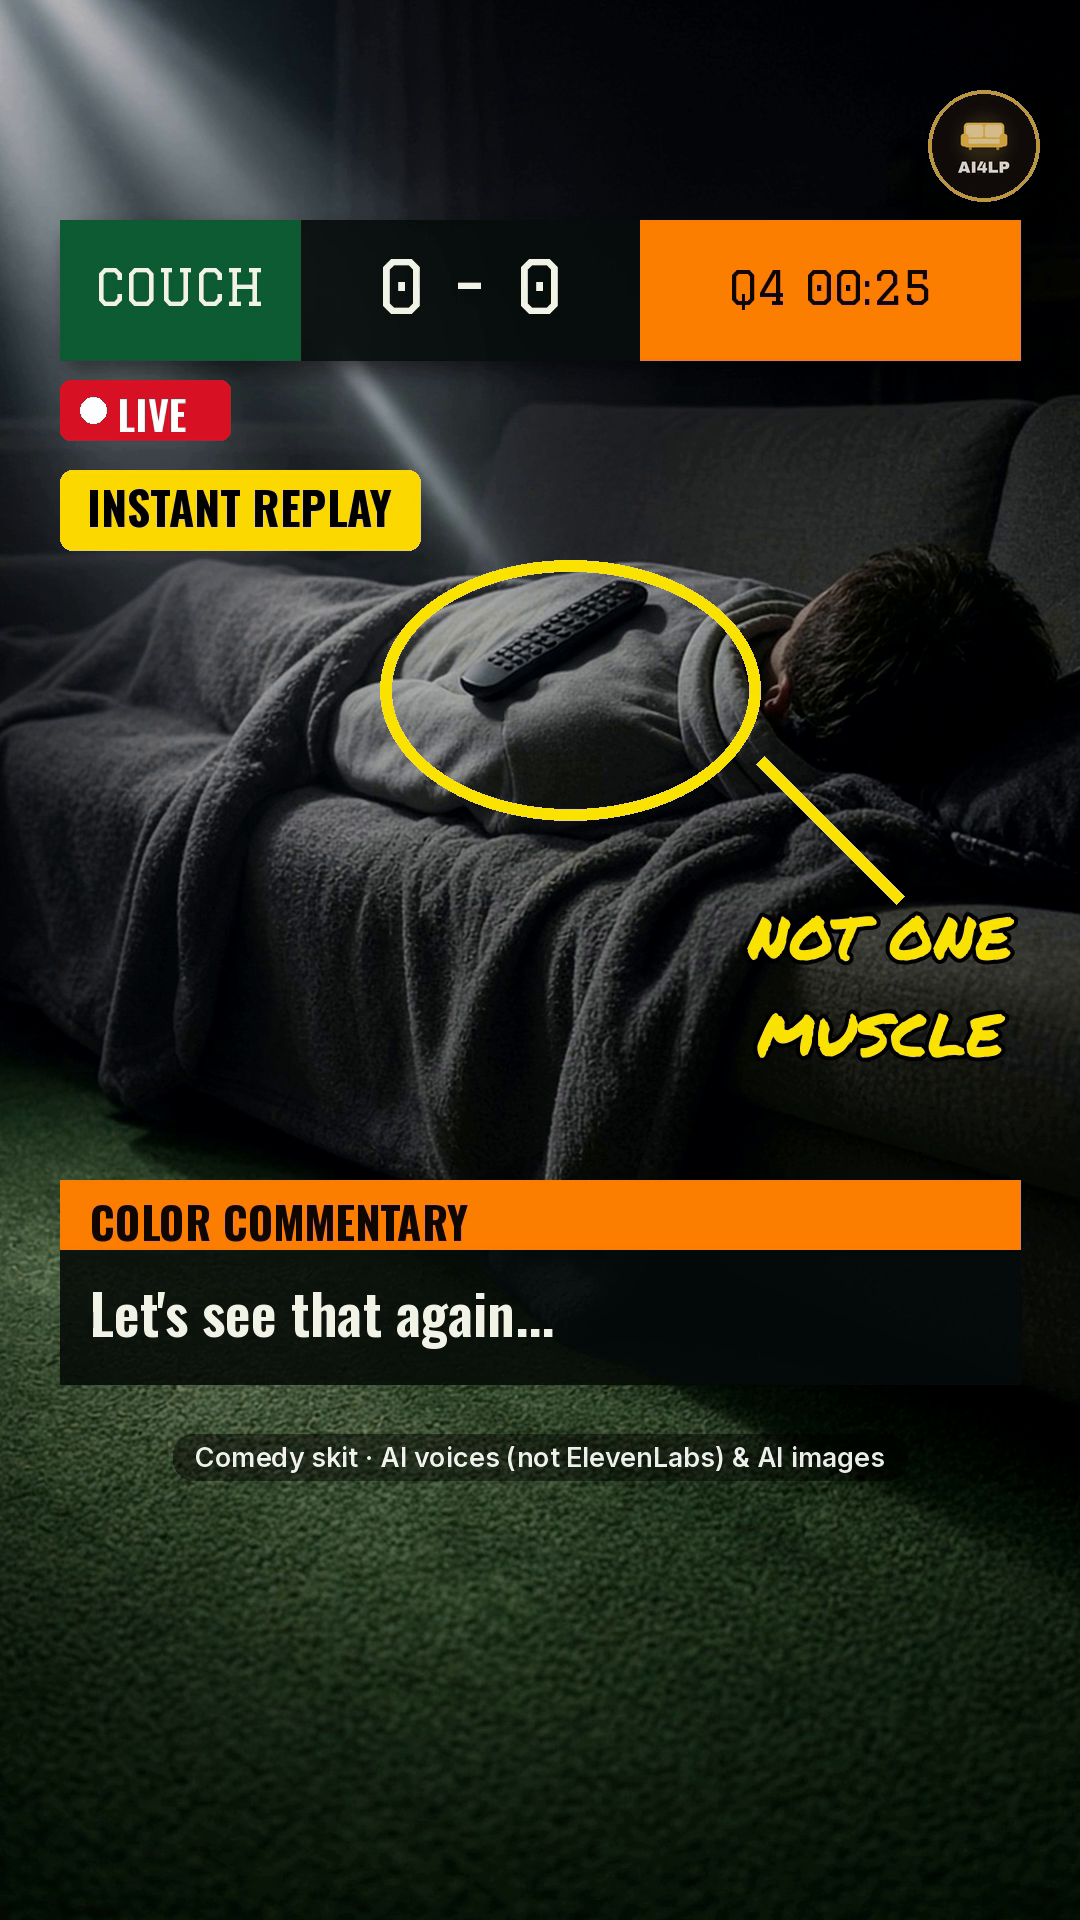 AI4LP
COUCH
0 - 0
Q4 00:25
LIVE
INSTANT REPLAY
NOT ONE
MUSCLE
COLOR COMMENTARY
Let's see that again...
Comedy skit · AI voices (not ElevenLabs) & AI images